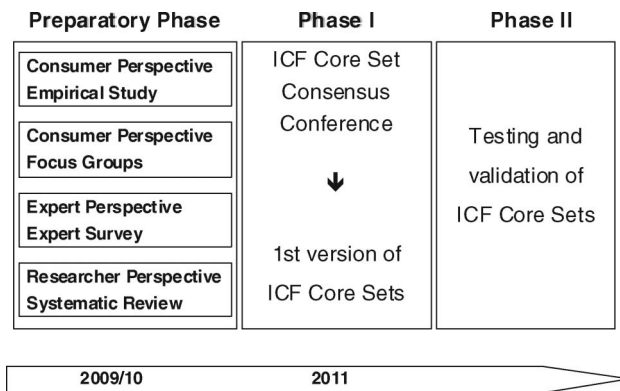 Preparatory Phase
Consumer Perspective
Empirical Study
Consumer Perspective
Focus Groups
Expert Perspective
Expert Survey
Researcher Perspective
Systematic Review
Phase I
ICF Core Set
Consensus
Conference
1st version of
ICF Core Sets
Phase II
Testing and
validation of
ICF Core Sets
2009/10
2011